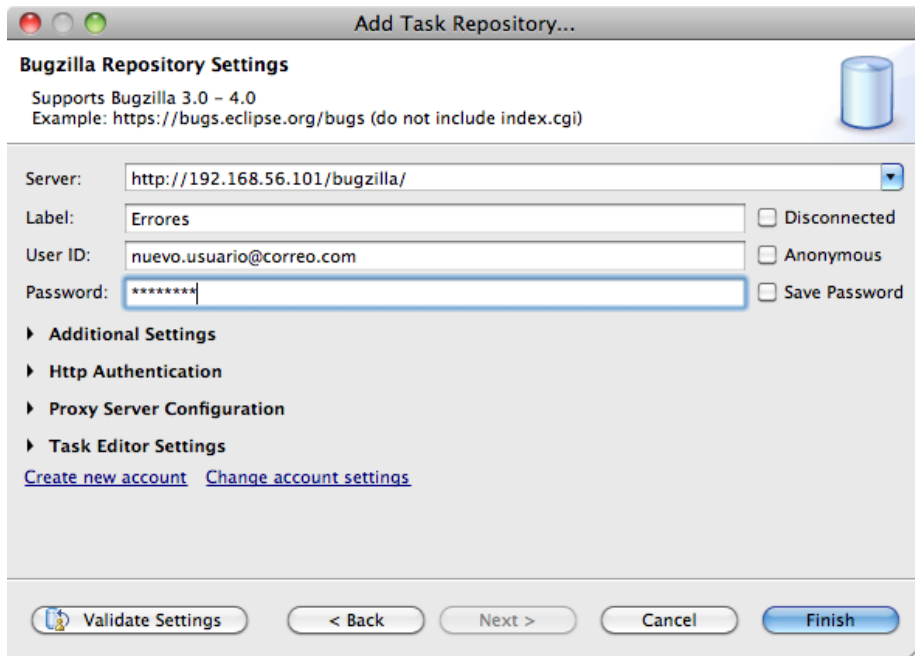 Add Task Repository...
Bugzilla Repository Settings
Supports Bugzilla 3.0 – 4.0
Example: https://bugs.eclipse.org/bugs (do not include index.cgi)
Server: http://192.168.56.101/bugzilla/
Label: Errores Disconnected
User ID: nuevo.usuario@correo.com Anonymous
Password: ******** Save Password
Additional Settings
Http Authentication
Proxy Server Configuration
Task Editor Settings
Create new account Change account settings
Validate Settings < Back Next > Cancel Finish